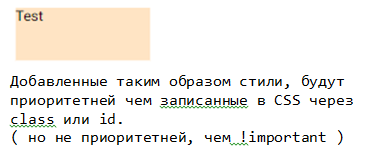 Test
Добавленные таким образом стили, будут
приоритетней чем записанные в CSS через
class или id.
( но не приоритетней, чем !important )